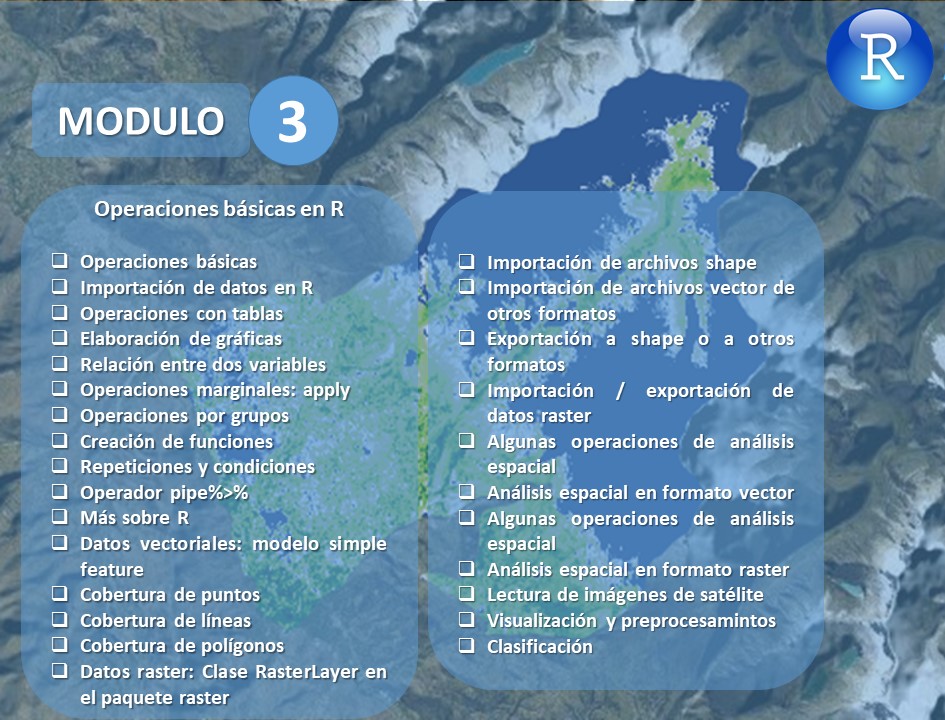 R
MODULO 3
Operaciones básicas en R
❑ Operaciones básicas
❑ Importación de datos en R
❑ Operaciones con tablas
❑ Elaboración de gráficas
❑ Relación entre dos variables
❑ Operaciones marginales: apply
❑ Operaciones por grupos
❑ Creación de funciones
❑ Repeticiones y condiciones
❑ Operador pipe%>%
❑ Más sobre R
❑ Datos vectoriales: modelo simple
feature
❑ Cobertura de puntos
❑ Cobertura de líneas
❑ Cobertura de polígonos
❑ Datos raster: Clase RasterLayer en
el paquete raster
❑ Importación de archivos shape
❑ Importación de archivos vector de
otros formatos
❑ Exportación a shape o a otros
formatos
❑ Importación / exportación de
datos raster
❑ Algunas operaciones de análisis
espacial
❑ Análisis espacial en formato vector
❑ Algunas operaciones de análisis
espacial
❑ Análisis espacial en formato raster
❑ Lectura de imágenes de satélite
❑ Visualización y preprocesamintos
❑ Clasificación